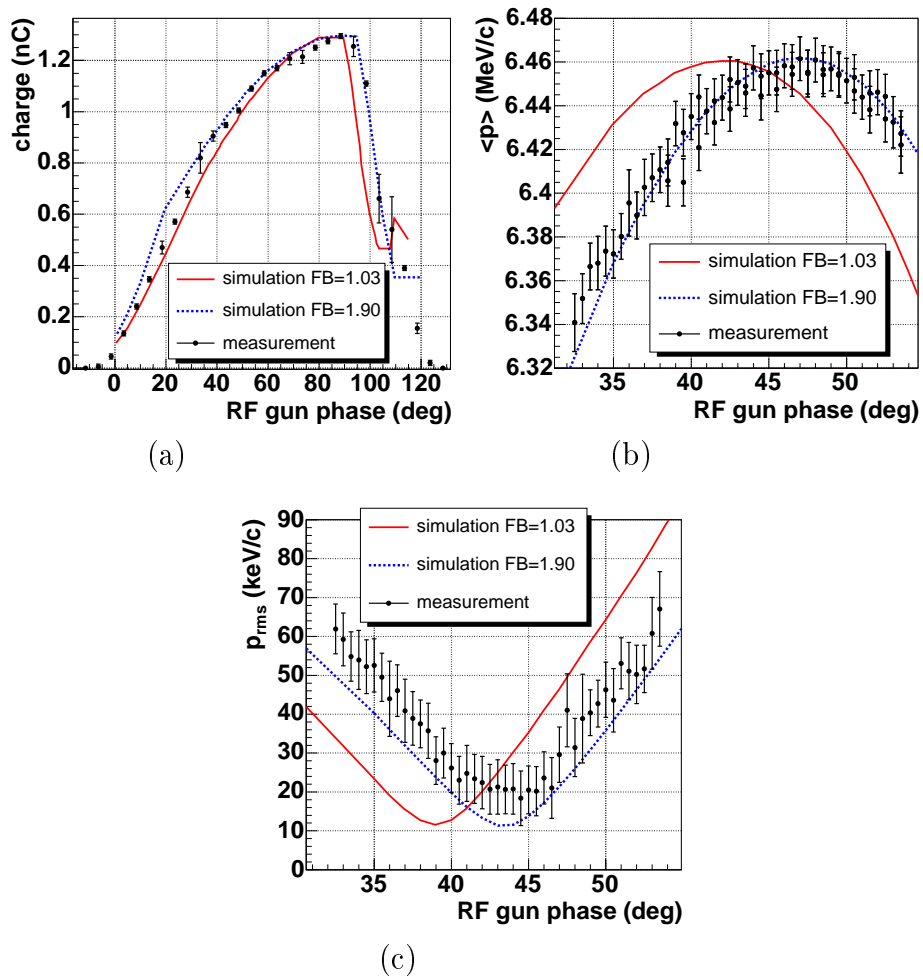 charge (nC)
1.2
1
0.8
0.6
0.4
0.2
0
simulation FB=1.03
simulation FB=1.90
measurement
0 20 40 60 80 100 120
RF gun phase (deg)
(a)
<p> (MeV/c)
6.48
6.46
6.44
6.42
6.4
6.38
6.36
6.34
6.32
simulation FB=1.03
simulation FB=1.90
measurement
35 40 45 50
RF gun phase (deg)
(b)
p_rms (keV/c)
90
80
70
60
50
40
30
20
10
0
simulation FB=1.03
simulation FB=1.90
measurement
35 40 45 50
RF gun phase (deg)
(c)